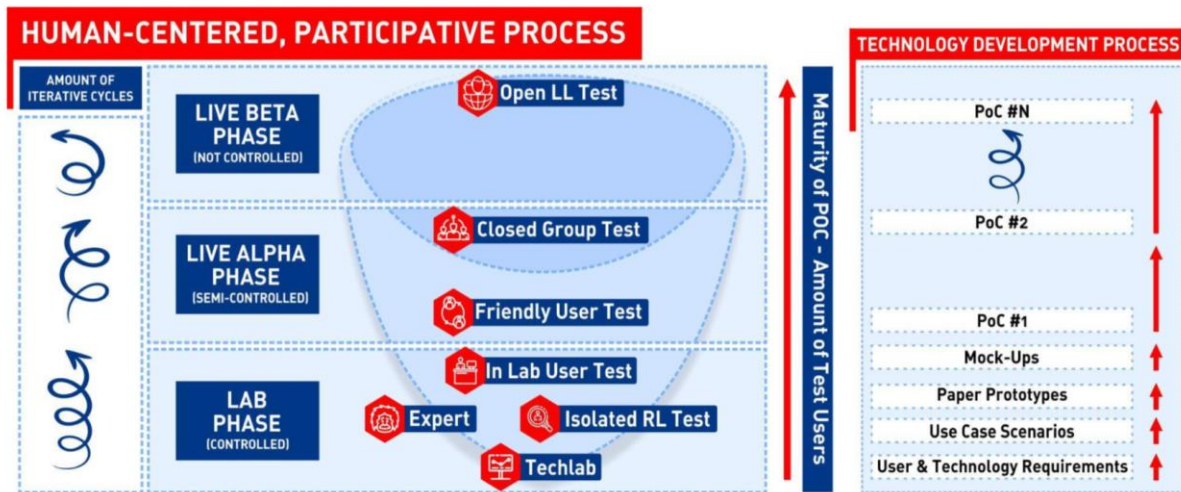 HUMAN-CENTERED, PARTICIPATIVE PROCESS
AMOUNT OF
ITERATIVE CYCLES
LIVE BETA
PHASE
(NOT CONTROLLED)
Open LL Test
LIVE ALPHA
PHASE
(SEMI-CONTROLLED)
Closed Group Test
Friendly User Test
LAB
PHASE
(CONTROLLED)
In Lab User Test
Expert
Isolated RL Test
Techlab
Maturity of POC - Amount of Test Users
TECHNOLOGY DEVELOPMENT PROCESS
PoC #N
PoC #2
PoC #1
Mock-Ups
Paper Prototypes
Use Case Scenarios
User & Technology Requirements